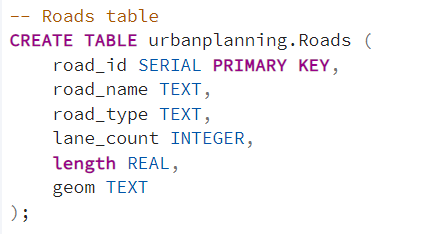 -- Roads table
CREATE TABLE urbanplanning.Roads (
    road_id SERIAL PRIMARY KEY,
    road_name TEXT,
    road_type TEXT,
    lane_count INTEGER,
    length REAL,
    geom TEXT
);